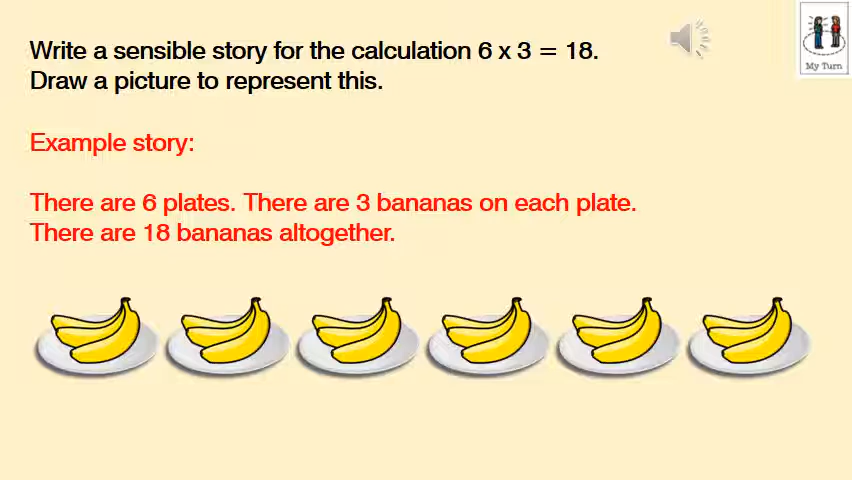 Write a sensible story for the calculation 6 x 3 = 18.
Draw a picture to represent this.
Example story:
There are 6 plates. There are 3 bananas on each plate.
There are 18 bananas altogether.
My Turn